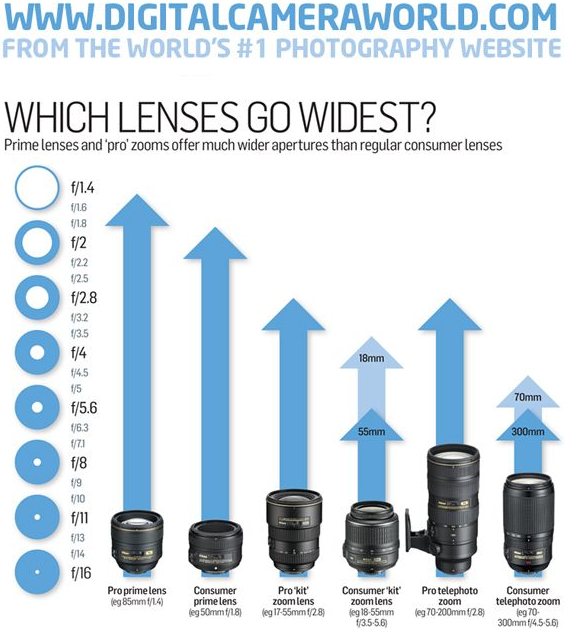 WWW.DIGITALCAMERAWORLD.COM
FROM THE WORLD'S #1 PHOTOGRAPHY WEBSITE
WHICH LENSES GO WIDEST?
Prime lenses and 'pro' zooms offer much wider apertures than regular consumer lenses
f/1.4
f/1.6
f/1.8
f/2
f/2.2
f/2.5
f/2.8
f/3.2
f/3.5
f/4
f/4.5
f/5
f/5.6
f/6.3
f/7.1
f/8
f/9
f/10
f/11
f/13
f/14
f/16
18mm
55mm
70mm
300mm
Pro prime lens
(eg 85mm f/1.4)
Consumer
prime lens
(eg 50mm f/1.8)
Pro 'kit'
zoom lens
(eg 17-55mm f/2.8)
Consumer 'kit'
zoom lens
(eg 18-55mm
f/3.5-5.6)
Pro telephoto
zoom
(eg 70-200mm f/2.8)
Consumer
telephoto zoom
(eg 70-
300mm f/4.5-5.6)